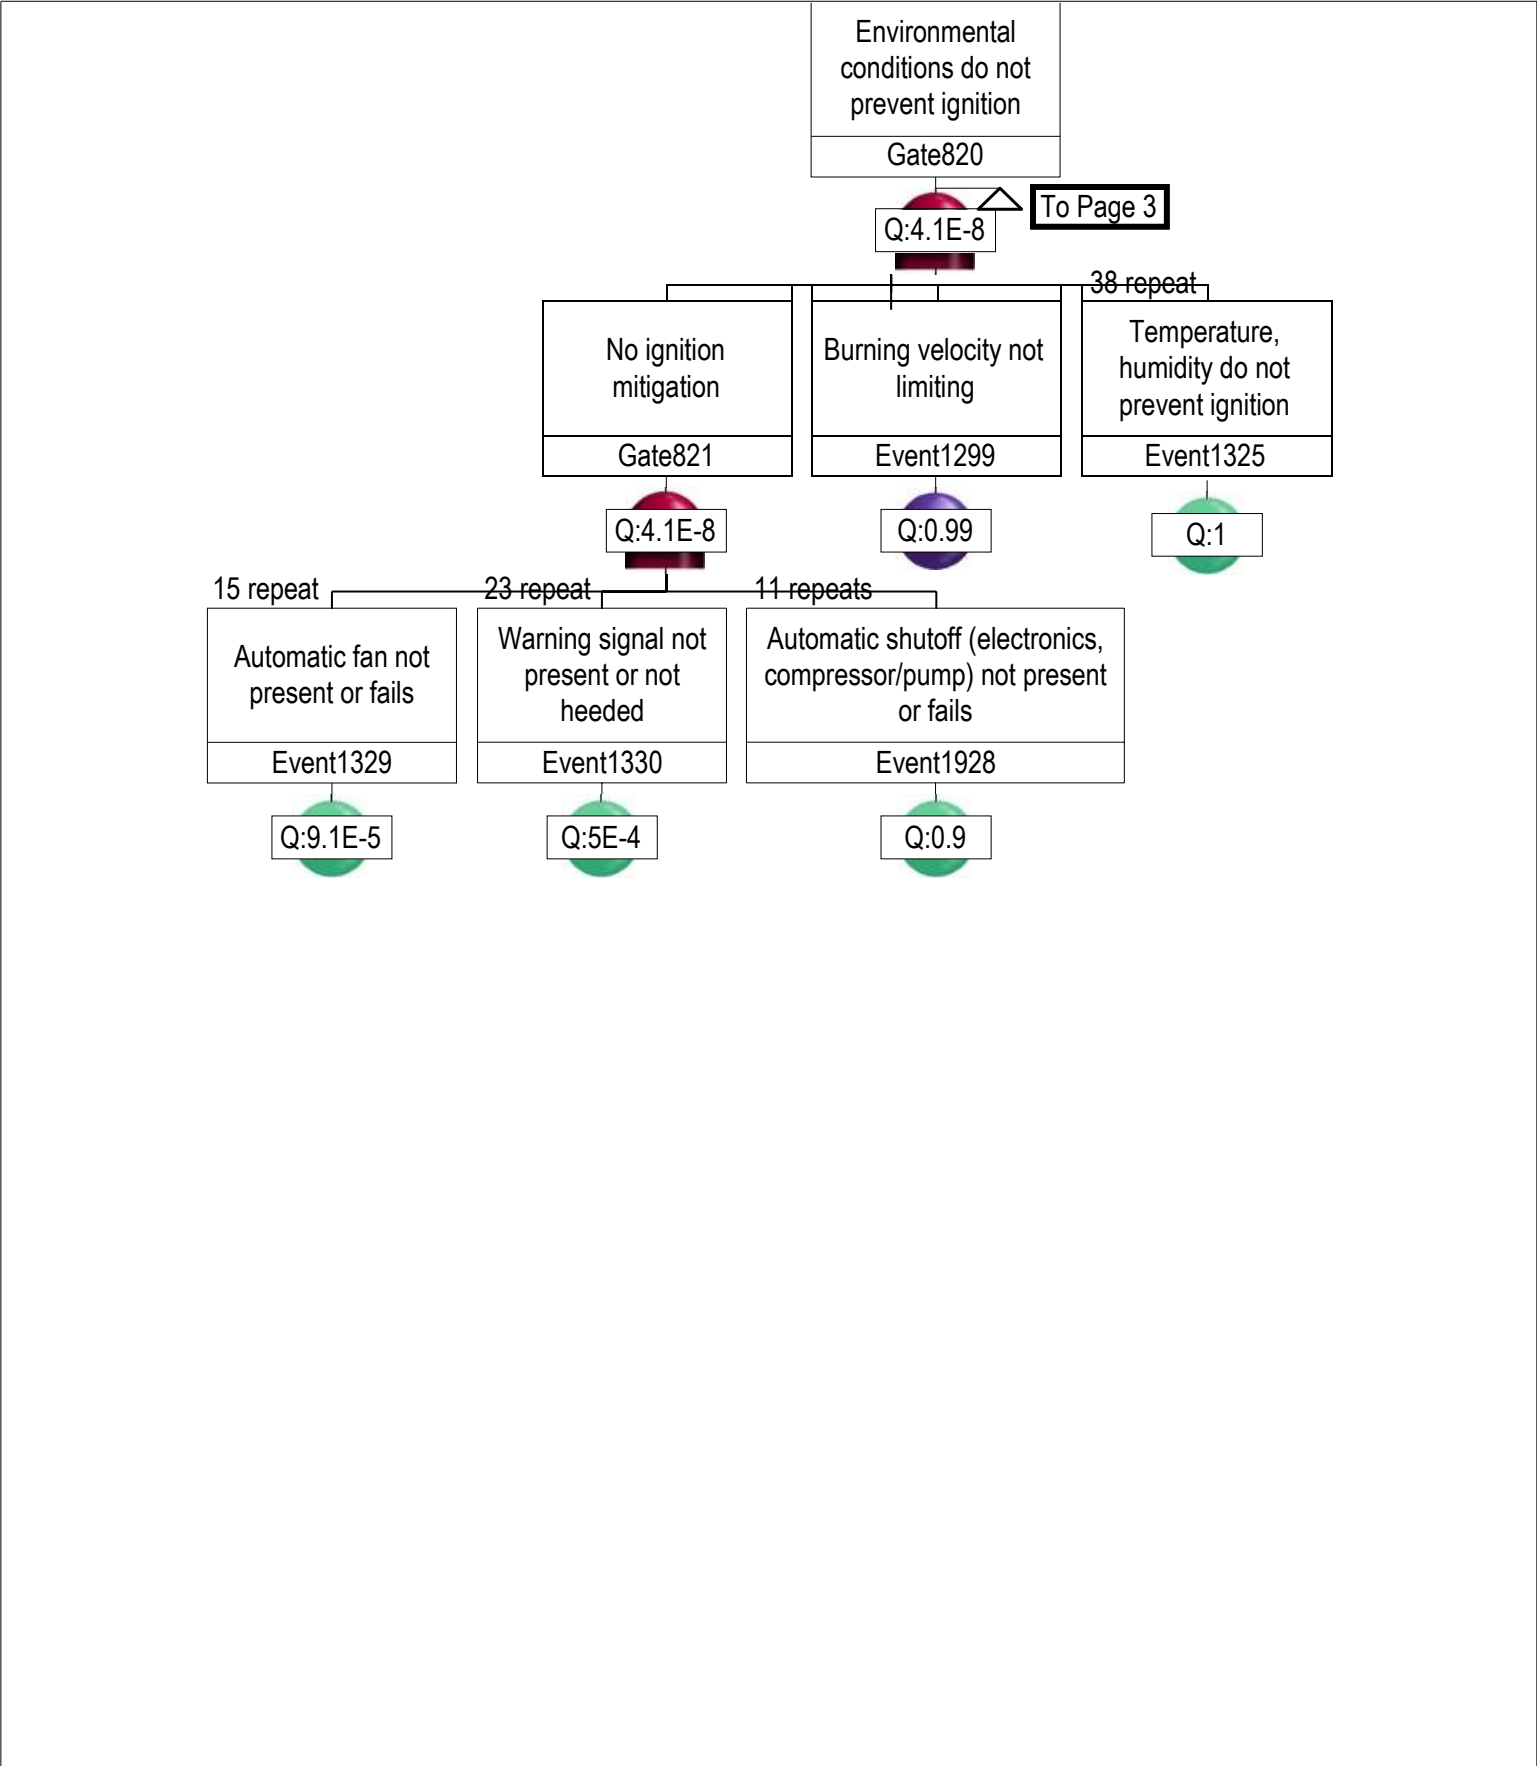 Environmental
conditions do not
prevent ignition
Gate820
To Page 3
Q:4.1E-8
38 repeat
No ignition
mitigation
Gate821
Q:4.1E-8
Burning velocity not
limiting
Event1299
Q:0.99
Temperature,
humidity do not
prevent ignition
Event1325
Q:1
15 repeat
23 repeat
11 repeats
Automatic fan not
present or fails
Event1329
Q:9.1E-5
Warning signal not
present or not
heeded
Event1330
Q:5E-4
Automatic shutoff (electronics,
compressor/pump) not present
or fails
Event1928
Q:0.9